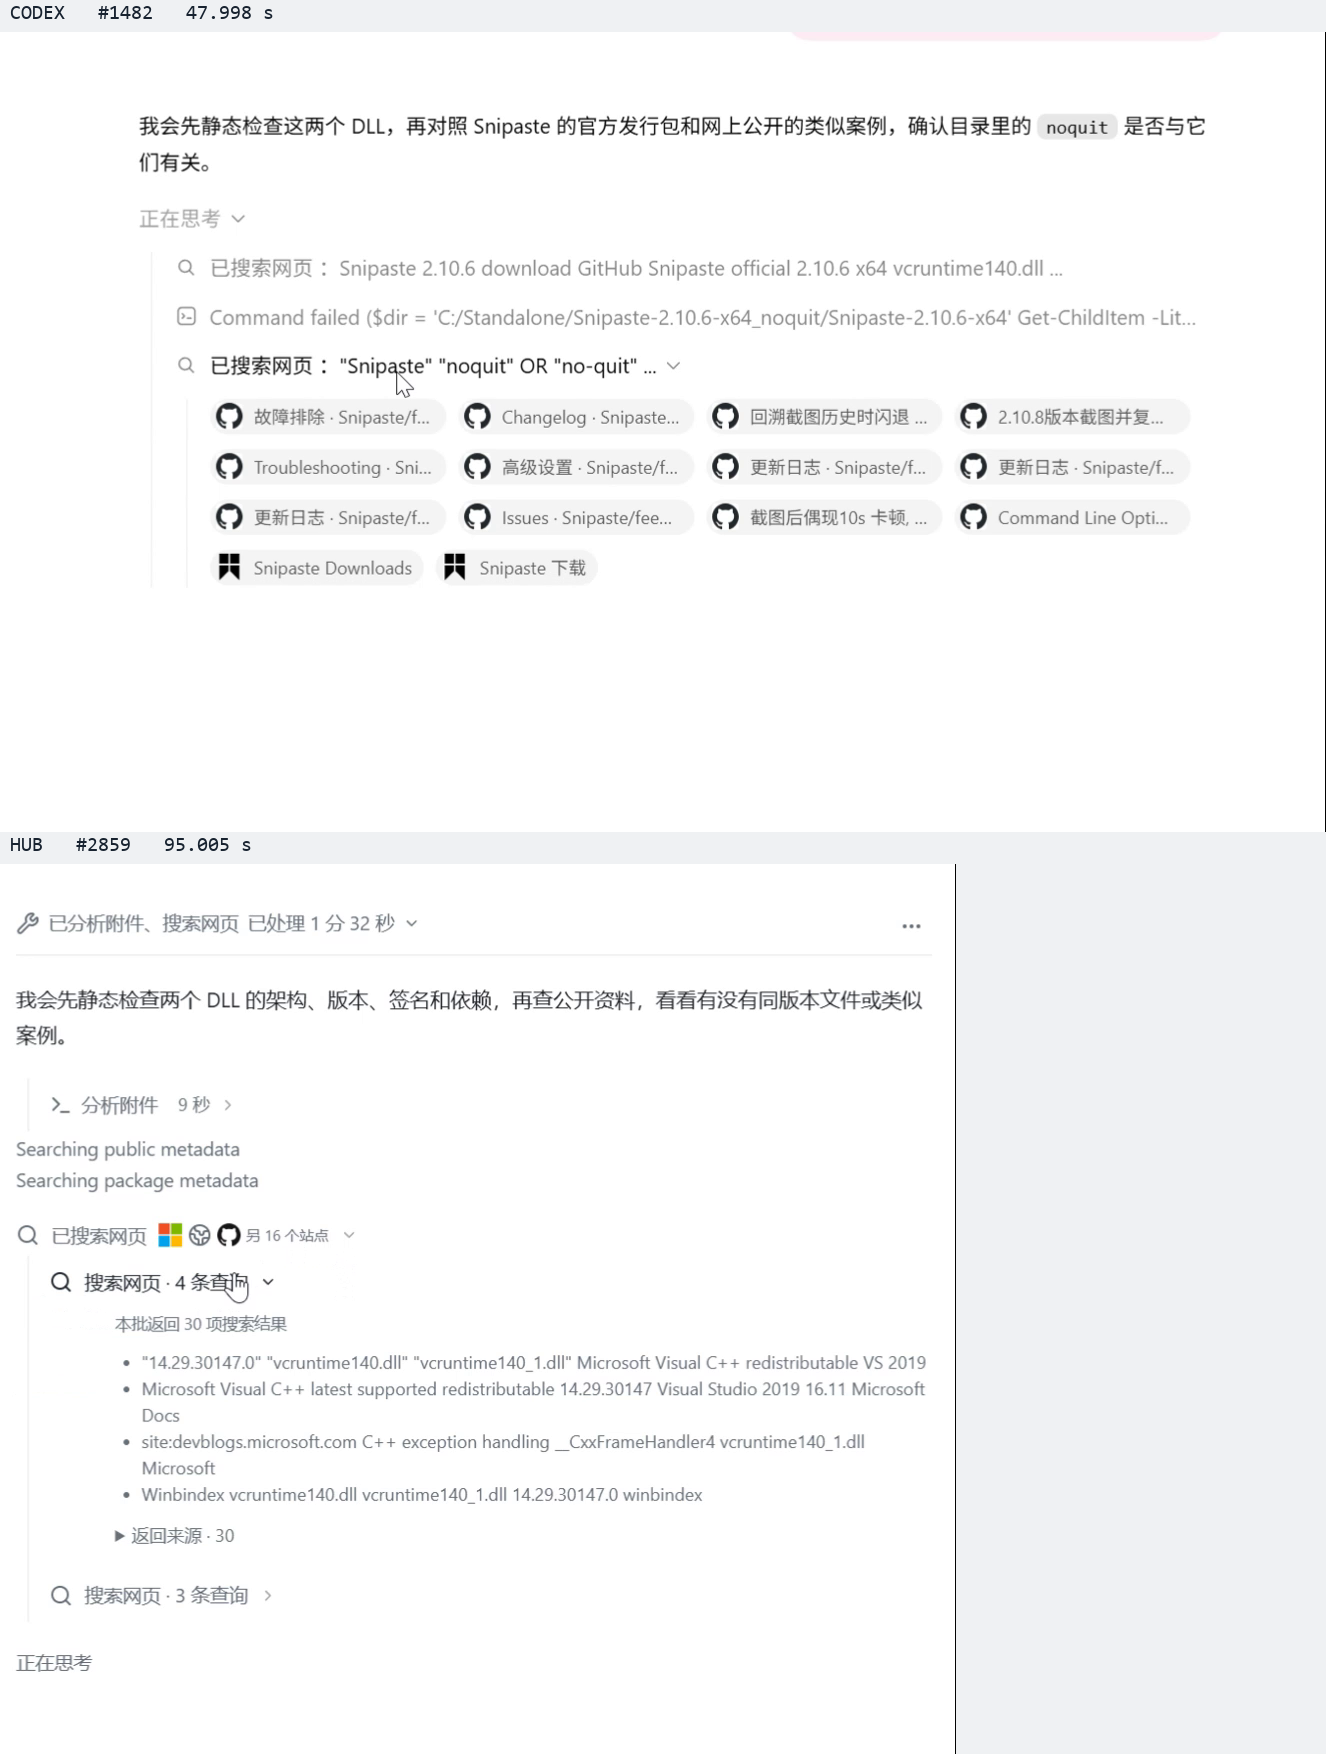 CODEX #1482 47.998 s
我会先静态检查这两个 DLL，再对照 Snipaste 的官方发行包和网上公开的类似案例，确认目录里的 noquit 是否与它
们有关。
正在思考
已搜索网页： Snipaste 2.10.6 download GitHub Snipaste official 2.10.6 x64 vcruntime140.dll ...
Command failed ($dir = 'C:/Standalone/Snipaste-2.10.6-x64_noquit/Snipaste-2.10.6-x64' Get-ChildItem -Lit...
已搜索网页： "Snipaste" "noquit" OR "no-quit" ...
故障排除 · Snipaste/f... Changelog · Snipaste... 回溯截图历史时闪退 ... 2.10.8版本截图并复...
Troubleshooting · Sni... 高级设置 · Snipaste/f... 更新日志 · Snipaste/f... 更新日志 · Snipaste/f...
更新日志 · Snipaste/f... Issues · Snipaste/fee... 截图后偶现10s 卡顿, ... Command Line Opti...
Snipaste Downloads Snipaste 下载
HUB #2859 95.005 s
已分析附件、搜索网页 已处理 1 分 32 秒
我会先静态检查两个 DLL 的架构、版本、签名和依赖，再查公开资料，看看有没有同版本文件或类似
案例。
分析附件 9 秒
Searching public metadata
Searching package metadata
已搜索网页 另 16 个站点
搜索网页 · 4 条查
本批返回 30 项搜索结果
• "14.29.30147.0" "vcruntime140.dll" "vcruntime140_1.dll" Microsoft Visual C++ redistributable VS 2019
• Microsoft Visual C++ latest supported redistributable 14.29.30147 Visual Studio 2019 16.11 Microsoft
Docs
• site:devblogs.microsoft.com C++ exception handling __CxxFrameHandler4 vcruntime140_1.dll
Microsoft
• Winbindex vcruntime140.dll vcruntime140_1.dll 14.29.30147.0 winbindex
▶ 返回来源 · 30
搜索网页 · 3 条查询
正在思考